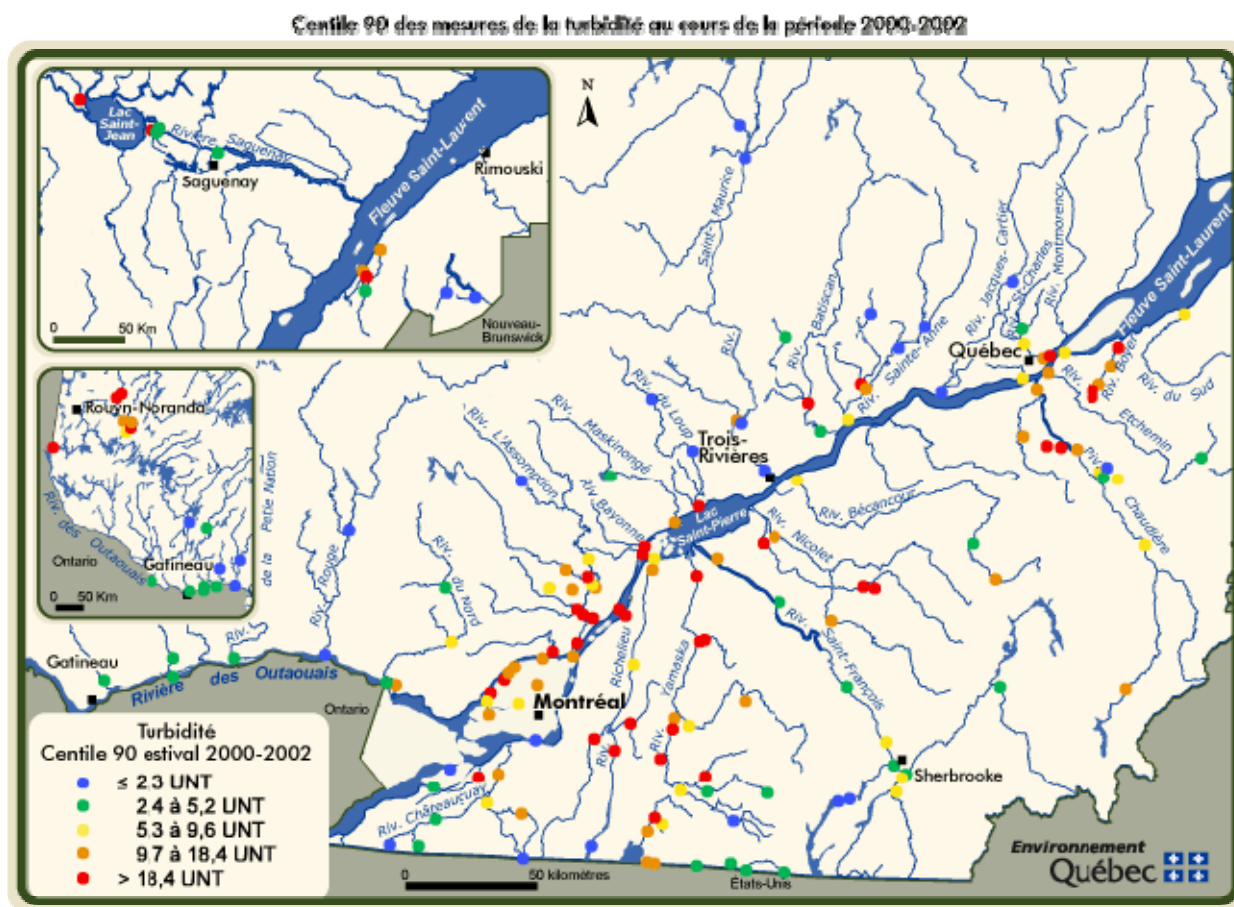 Centile 90 des mesures de la turbidité au cours de la période 2000-2002
Lac
Saint-
Jean
Rivière Saguenay
Saguenay
Fleuve Saint-Laurent
Rimouski
0 50 Km
Nouveau-
Brunswick
N
Rouyn-Noranda
Riv. des Outaouais
Ontario
Gatineau
0 50 Km
de la Petie Nation
Riv.
Riv. Rouge
Riv. du Nord
Riv. L'Assomption
Riv. Bayonne
Riv. Maskinongé
Riv. du Loup
Riv. Saint-Maurice
Trois-
Rivières
Riv. Batiscan
Riv. Sainte-Anne
Riv. Jacques-Cartier
Riv. St-Charles
Riv. Montmorency
Québec
Fleuve Saint-Laurent
Riv. Boyer
Riv. du Sud
Riv. Etchemin
Riv. Chaudière
Riv. Bécancour
Lac
Saint-Pierre
Riv. Nicolet
Riv. Saint-François
Riv. Yamaska
Riv. Richelieu
Gatineau
Rivière des Outaouais
Ontario
Montréal
Riv. Châteauguay
Sherbrooke
États-Unis
0 50 kilomètres
Turbidité
Centile 90 estival 2000-2002
≤ 2.3 UNT
2.4 à 5,2 UNT
5.3 à 9,6 UNT
9.7 à 18,4 UNT
> 18,4 UNT
Environnement
Québec